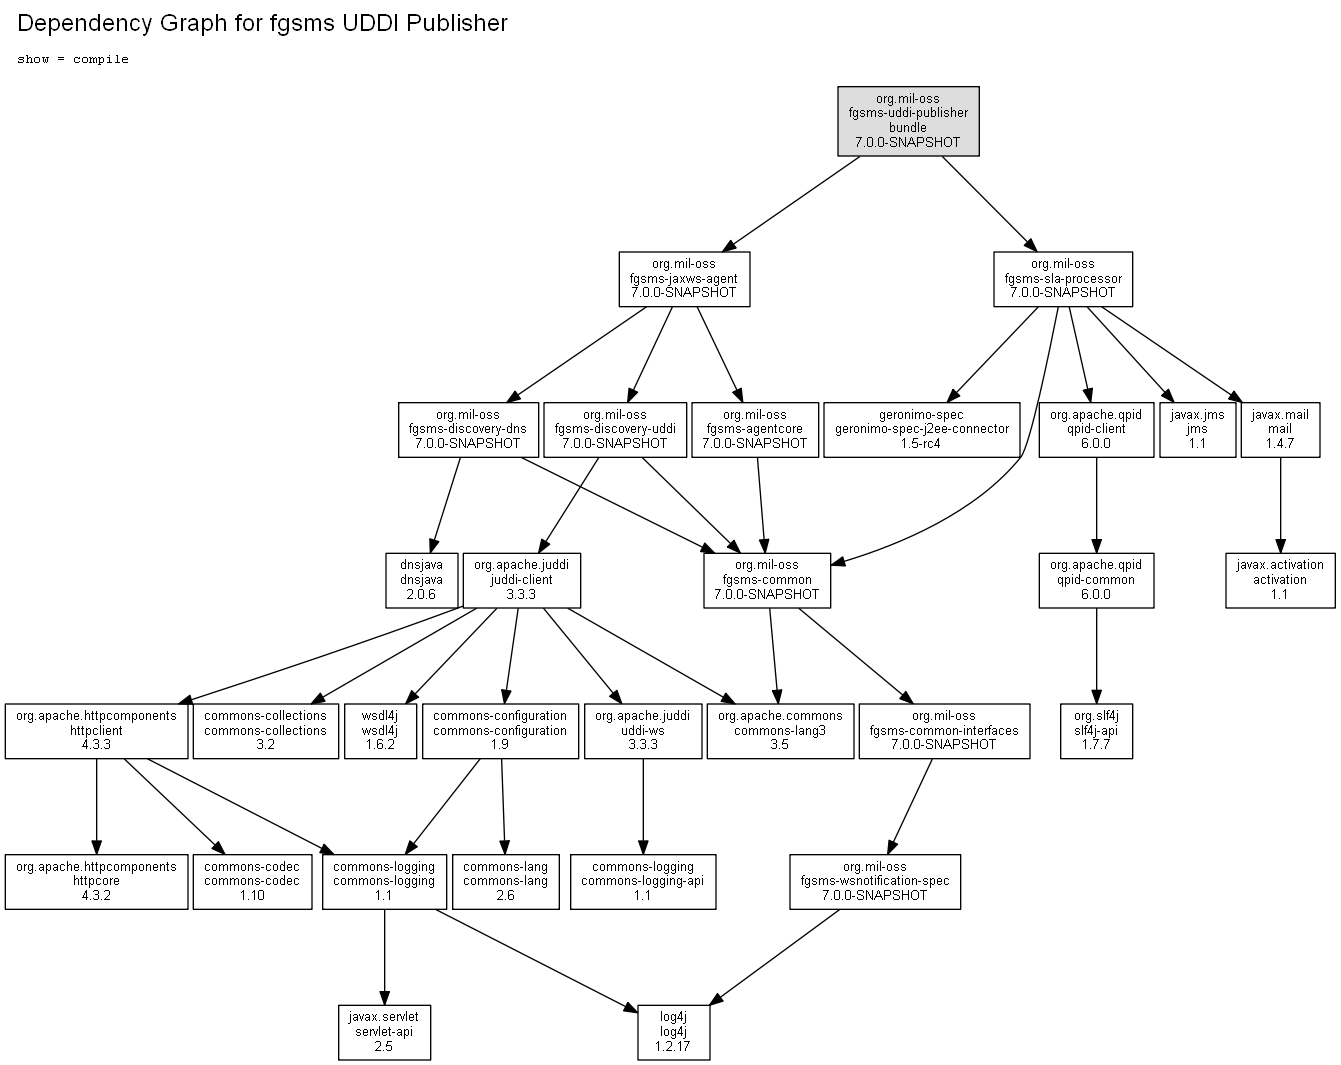 Dependency Graph for fgsms UDDI Publisher
show = compile
org.mil-oss
fgsms-uddi-publisher
bundle
7.0.0-SNAPSHOT
org.mil-oss
fgsms-jaxws-agent
7.0.0-SNAPSHOT
org.mil-oss
fgsms-sla-processor
7.0.0-SNAPSHOT
org.mil-oss
fgsms-discovery-dns
7.0.0-SNAPSHOT
org.mil-oss
fgsms-discovery-uddi
7.0.0-SNAPSHOT
org.mil-oss
fgsms-agentcore
7.0.0-SNAPSHOT
geronimo-spec
geronimo-spec-j2ee-connector
1.5-rc4
org.apache.qpid
qpid-client
6.0.0
javax.jms
jms
1.1
javax.mail
mail
1.4.7
dnsjava
dnsjava
2.0.6
org.apache.juddi
juddi-client
3.3.3
org.mil-oss
fgsms-common
7.0.0-SNAPSHOT
org.apache.qpid
qpid-common
6.0.0
javax.activation
activation
1.1
org.apache.httpcomponents
httpclient
4.3.3
commons-collections
commons-collections
3.2
wsdl4j
wsdl4j
1.6.2
commons-configuration
commons-configuration
1.9
org.apache.juddi
uddi-ws
3.3.3
org.apache.commons
commons-lang3
3.5
org.mil-oss
fgsms-common-interfaces
7.0.0-SNAPSHOT
org.slf4j
slf4j-api
1.7.7
org.apache.httpcomponents
httpcore
4.3.2
commons-codec
commons-codec
1.10
commons-logging
commons-logging
1.1
commons-lang
commons-lang
2.6
commons-logging
commons-logging-api
1.1
org.mil-oss
fgsms-wsnotification-spec
7.0.0-SNAPSHOT
javax.servlet
servlet-api
2.5
log4j
log4j
1.2.17